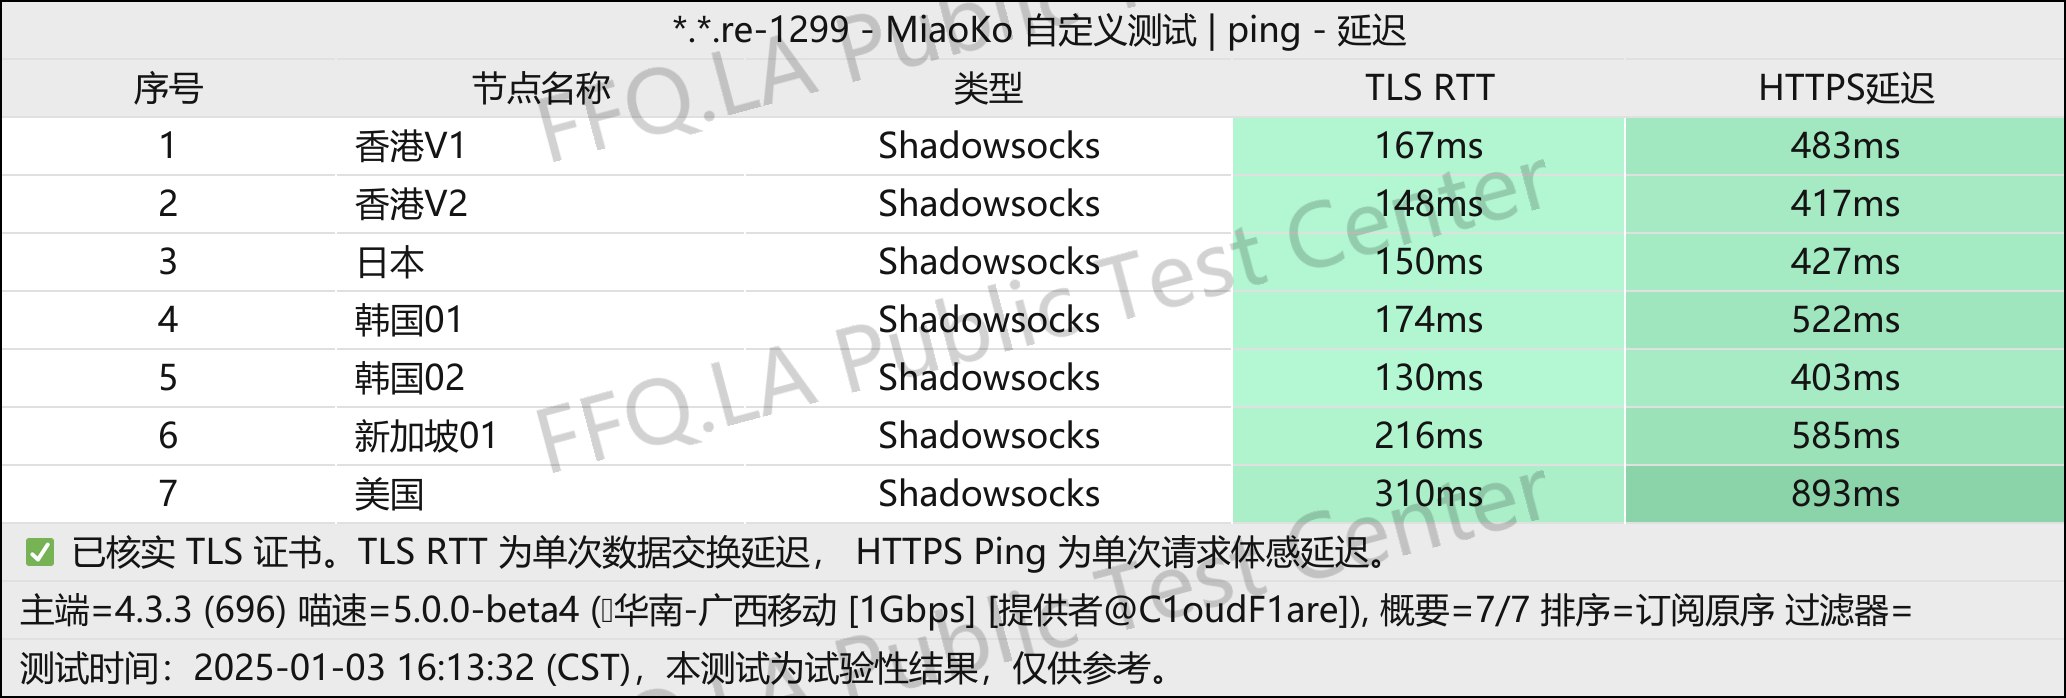 *.*.re-1299 - MiaoKo 自定义测试 | ping - 延迟
序号 节点名称 类型 TLS RTT HTTPS延迟
1 香港V1 Shadowsocks 167ms 483ms
2 香港V2 Shadowsocks 148ms 417ms
3 日本 Shadowsocks 150ms 427ms
4 韩国01 Shadowsocks 174ms 522ms
5 韩国02 Shadowsocks 130ms 403ms
6 新加坡01 Shadowsocks 216ms 585ms
7 美国 Shadowsocks 310ms 893ms
✅ 已核实 TLS 证书。TLS RTT 为单次数据交换延迟， HTTPS Ping 为单次请求体感延迟。
主端=4.3.3 (696) 喵速=5.0.0-beta4 (华南-广西移动 [1Gbps] [提供者@C1oudF1are]), 概要=7/7 排序=订阅原序 过滤器=
测试时间：2025-01-03 16:13:32 (CST)，本测试为试验性结果，仅供参考。
FFQ.LA Public Test Center
FFQ.LA Public Test Center
FFQ.LA Public Test Center